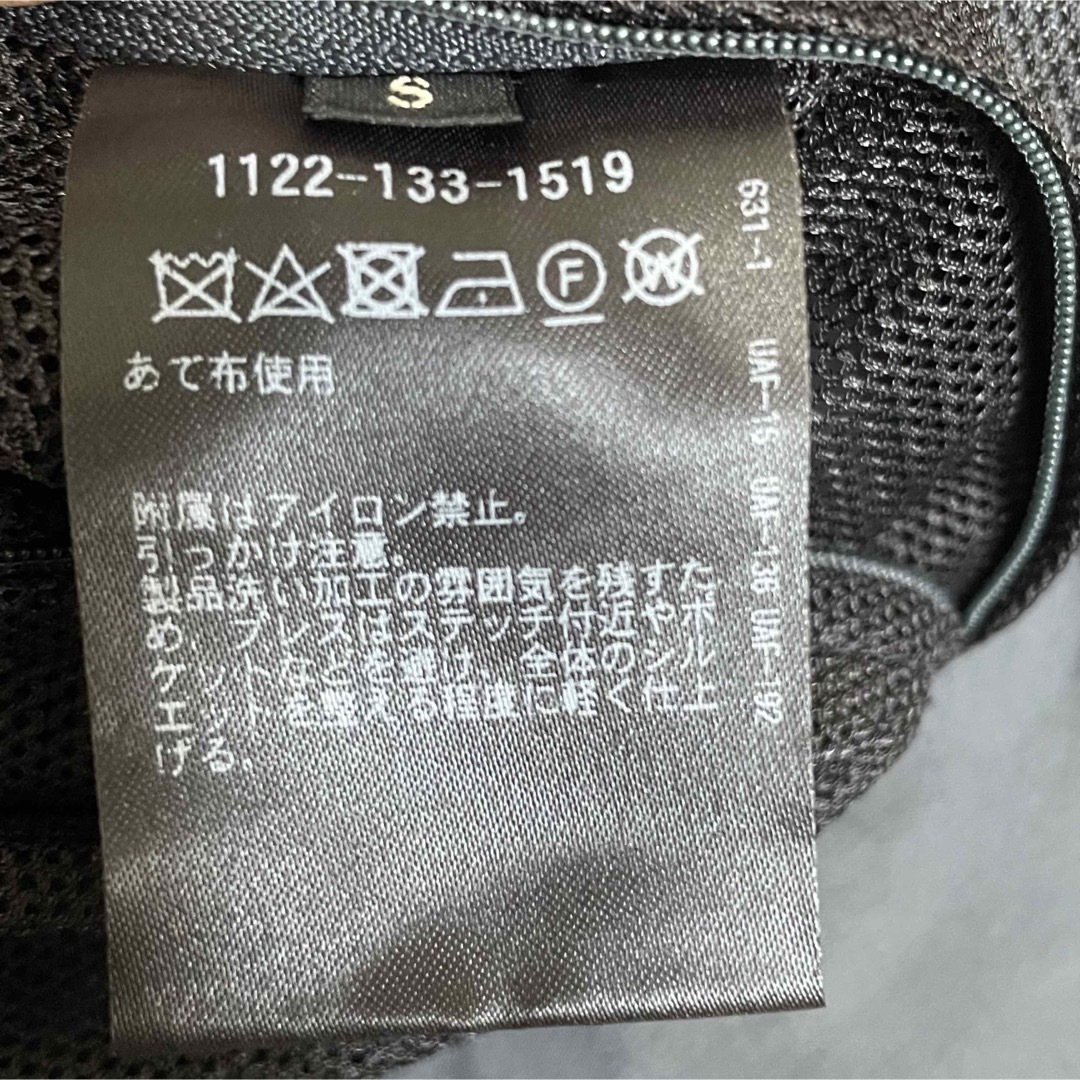 S
1122-133-1519
F
W
あて布使用
附属はアイロン禁止。
引っかけ注意。
製品洗い加工の雰囲気を残すた
め、プレスはステッチ付近やポ
ケットなどを避け、全体のシル
エットを整える程度に軽く仕上
げる。
631-1 UAF-15 UAF-136 UAF-192